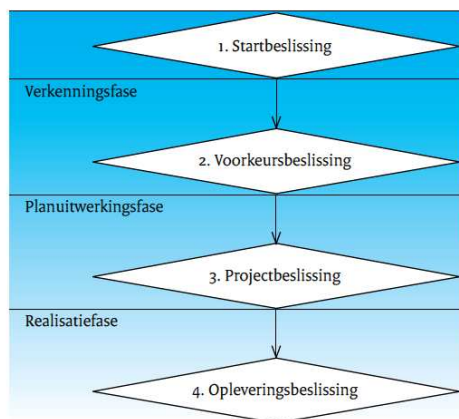 1. Startbeslissing
Verkenningsfase
2. Voorkeursbeslissing
Planuitwerkingsfase
3. Projectbeslissing
Realisatiefase
4. Opleveringsbeslissing